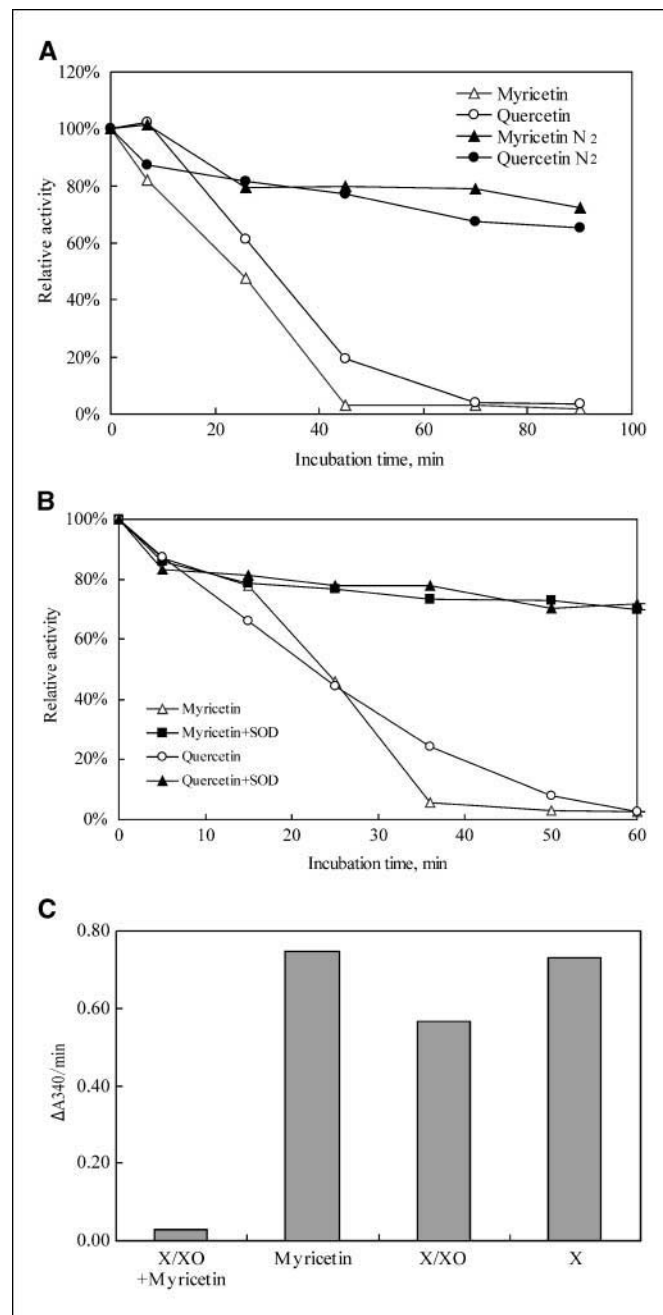 A
120%
100%
80%
60%
40%
20%
0%
Relative activity
Myricetin
Quercetin
Myricetin N2
Quercetin N2
0 20 40 60 80 100
Incubation time, min
B
100%
80%
60%
40%
20%
0%
Relative activity
Myricetin
Myricetin+SOD
Quercetin
Quercetin+SOD
0 10 20 30 40 50 60
Incubation time, min
C
0.80
0.60
0.40
0.20
0.00
ΔA340/min
X/XO Myricetin X/XO X
+Myricetin